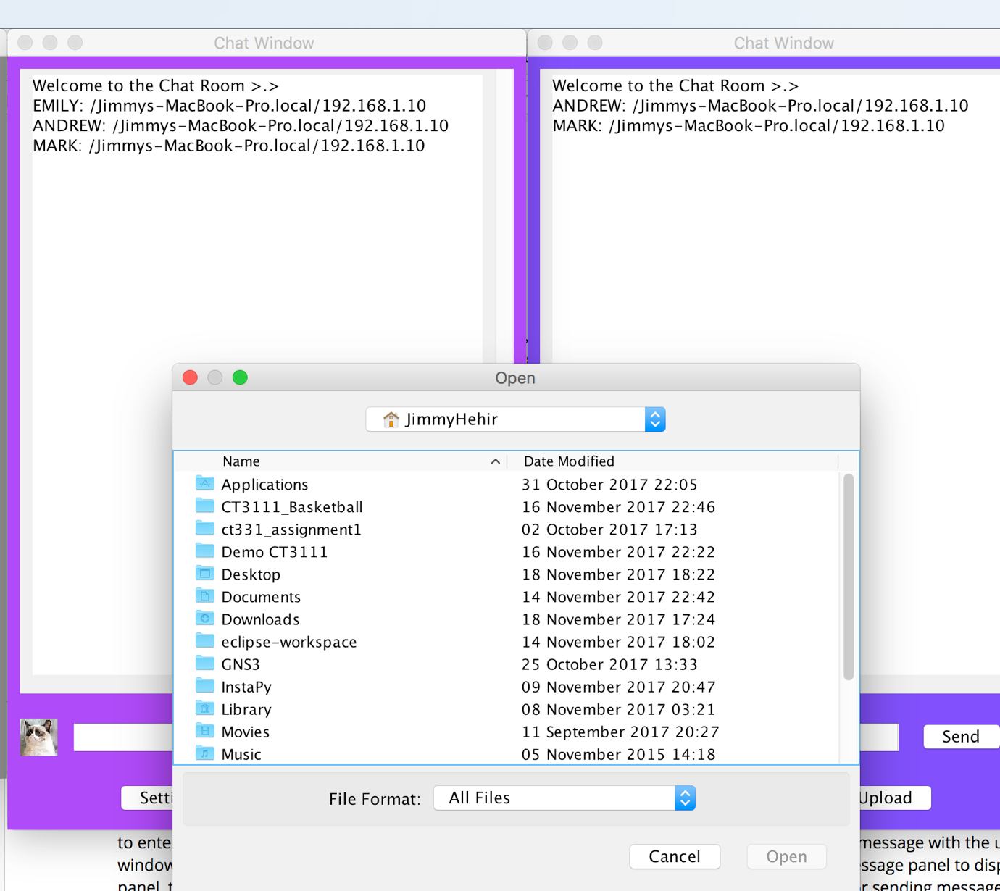 Chat Window
Welcome to the Chat Room >.>
EMILY: /Jimmys-MacBook-Pro.local/192.168.1.10
ANDREW: /Jimmys-MacBook-Pro.local/192.168.1.10
MARK: /Jimmys-MacBook-Pro.local/192.168.1.10
Chat Window
Welcome to the Chat Room >.>
ANDREW: /Jimmys-MacBook-Pro.local/192.168.1.10
MARK: /Jimmys-MacBook-Pro.local/192.168.1.10
Open
JimmyHehir
Name Date Modified
Applications 31 October 2017 22:05
CT3111_Basketball 16 November 2017 22:46
ct331_assignment1 02 October 2017 17:13
Demo CT3111 16 November 2017 22:22
Desktop 18 November 2017 18:22
Documents 14 November 2017 22:42
Downloads 18 November 2017 17:24
eclipse-workspace 14 November 2017 18:02
GNS3 25 October 2017 13:33
InstaPy 09 November 2017 20:47
Library 08 November 2017 03:21
Movies 11 September 2017 20:27
Music 05 November 2015 14:18
File Format: All Files
Cancel Open
Send
Setti
Upload
to ente
message with the u
window
ssage panel to disp
panel, t
r sending message